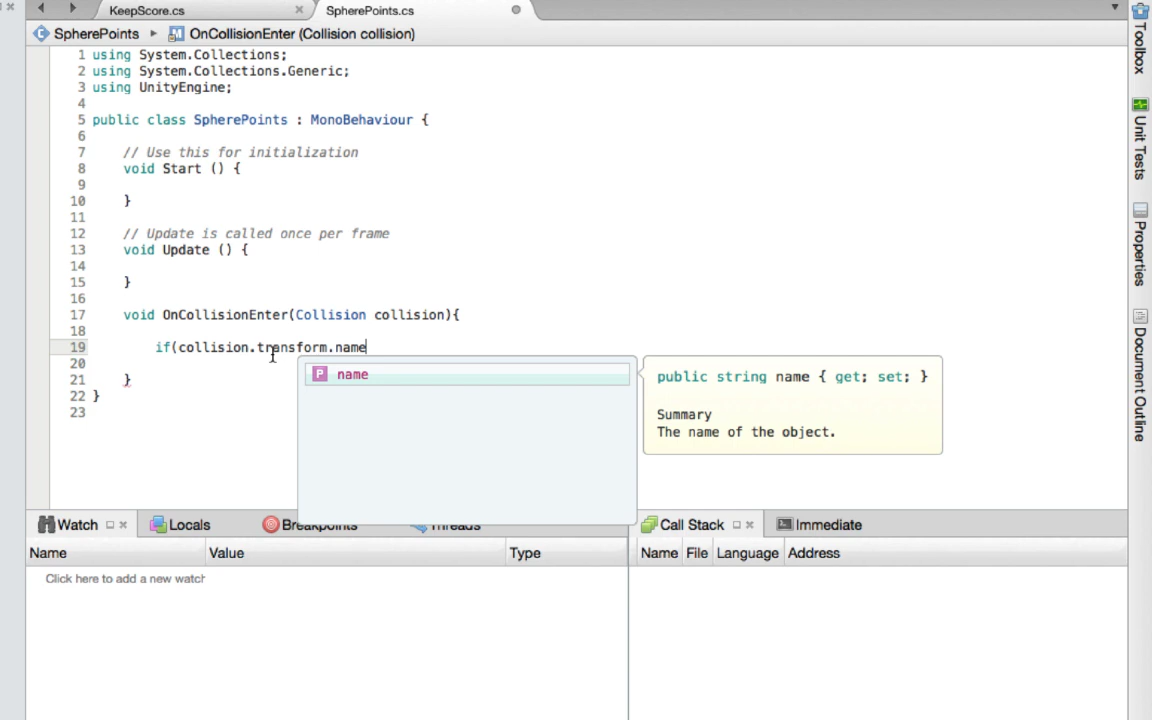 KeepScore.cs
SpherePoints.cs
SpherePoints
OnCollisionEnter (Collision collision)
1 using System.Collections;
2 using System.Collections.Generic;
3 using UnityEngine;
4
5 public class SpherePoints : MonoBehaviour {
6
7 // Use this for initialization
8 void Start () {
9
10 }
11
12 // Update is called once per frame
13 void Update () {
14
15 }
16
17 void OnCollisionEnter(Collision collision){
18
19 if(collision.transform.name
20
21 }
22 }
23
P name
public string name { get; set; }
Summary
The name of the object.
Toolbox
Unit Tests
Properties
Document Outline
Watch
Locals
Breakpoints
Threads
Name Value Type
Click here to add a new watch
Call Stack
Immediate
Name File Language Address